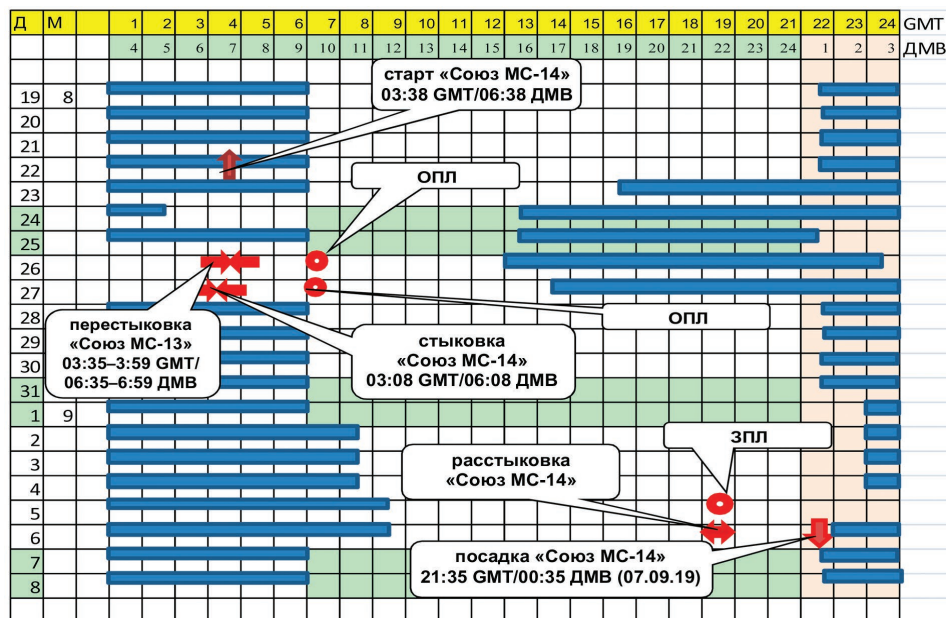 Д М 1 2 3 4 5 6 7 8 9 10 11 12 13 14 15 15 17 18 19 20 21 22 23 24 GMT
4 5 6 7 8 9 10 11 12 13 14 15 16 17 18 19 20 21 22 23 24 1 2 3 ДМВ
старт «Союз МС-14»
03:38 GMT/06:38 ДМВ
19 8
20
21
22
ОПЛ
23
24
25
26
27
ОПЛ
28
перестыковка
«Союз МС-13»
03:35–3:59 GMT/
06:35–6:59 ДМВ
стыковка
«Союз МС-14»
03:08 GMT/06:08 ДМВ
29
30
31
1 9
2
ЗПЛ
3
расстыковка
«Союз МС-14»
4
5
6
посадка «Союз МС-14»
21:35 GMT/00:35 ДМВ (07.09.19)
7
8